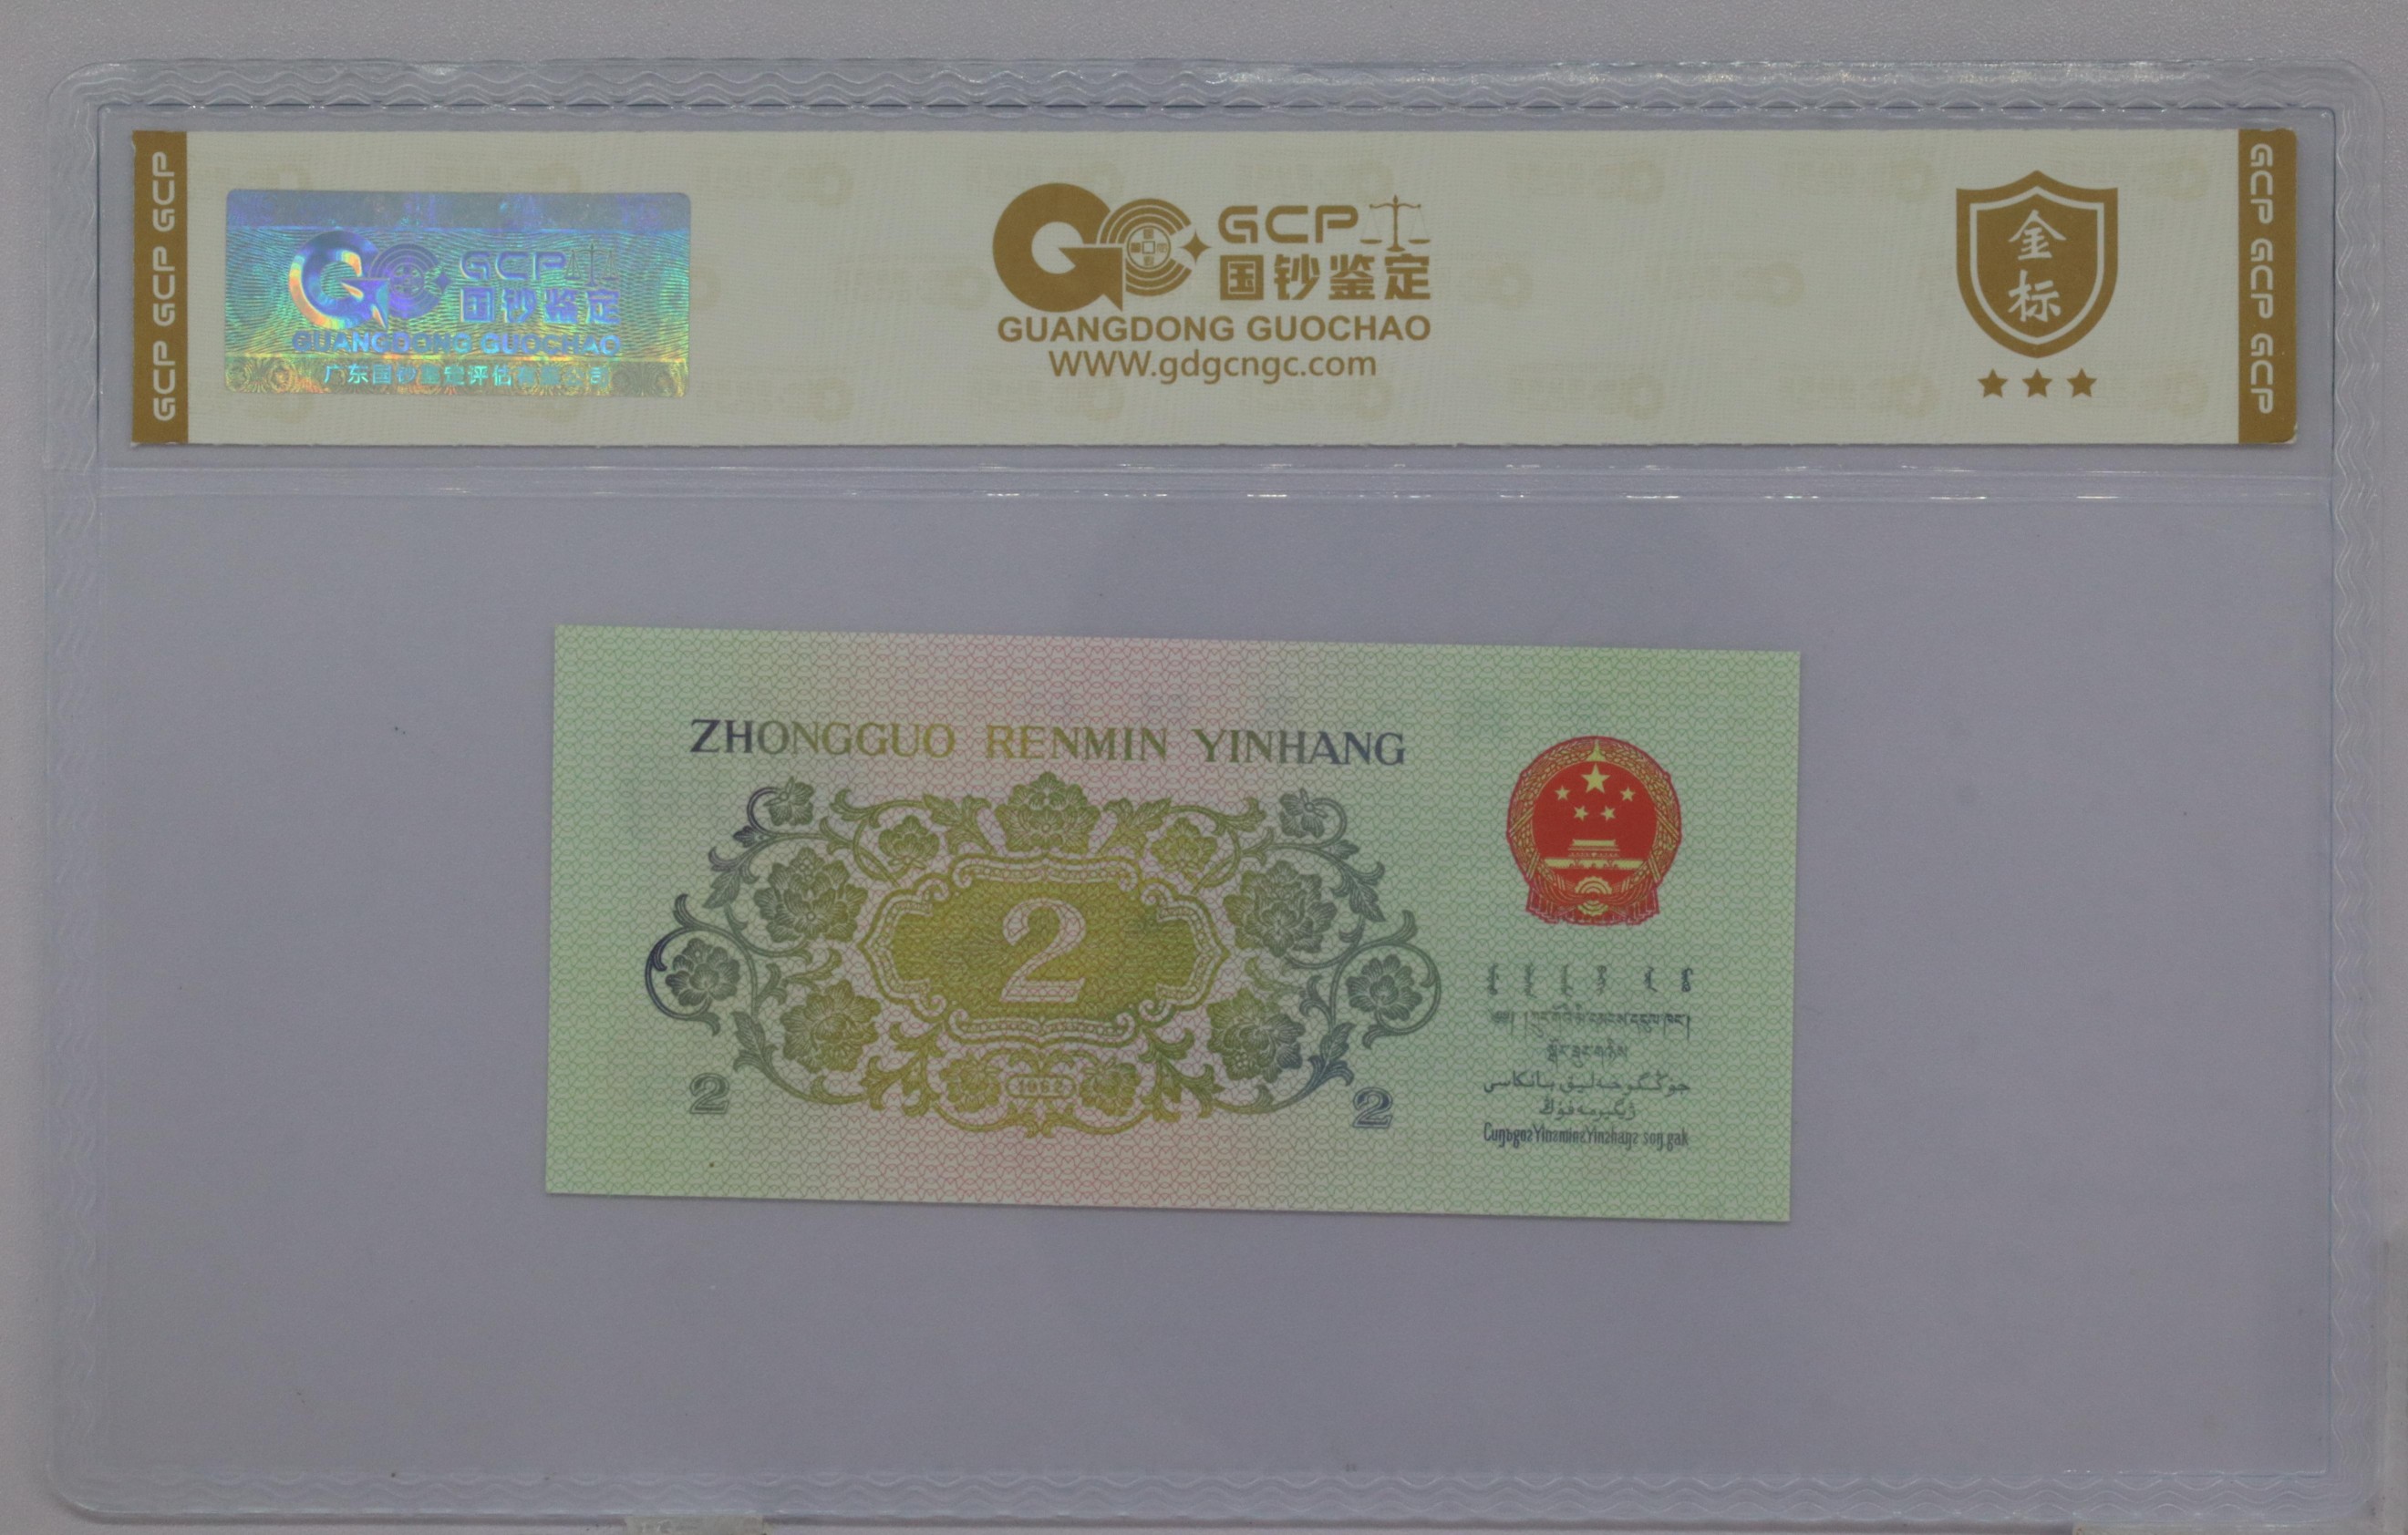 GCP GCP GCP
GCP
国钞鉴定
GUANGDONG GUOCHAO
广东国钞鉴定评估有限公司
GCP
国钞鉴定
GUANGDONG GUOCHAO
WWW.gdgcngc.com
金标
GCP GCP GCP
ZHONGGUO RENMIN YINHANG
2
1962
2
2